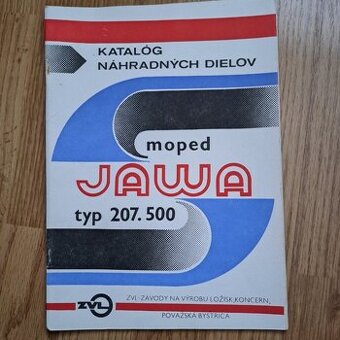 KATALÓG
NÁHRADNÝCH DIELOV
moped
JAWA
typ 207.500
ZVL
ZVL-ZÁVODY NA VÝROBU LOŽÍSK, KONCERN,
POVAŽSKÁ BYSTRICA